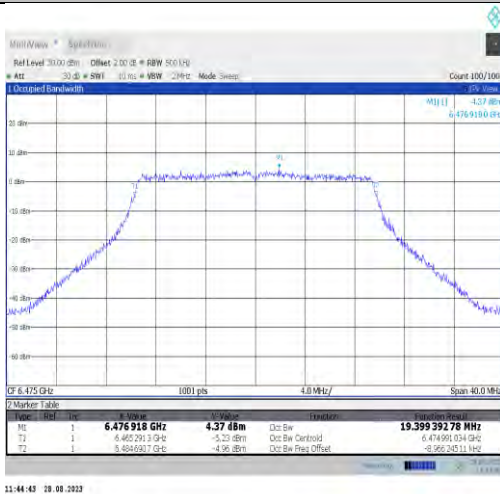 MultiView Spectrum
Ref Level 30.00 dBm Offset 2.00 dB RBW 500 kHz
Att 30 dB SWT 10 ms VBW 2 MHz Mode Sweep Count 100/100
1 Occupied Bandwidth
M1[1] 4.37 dBm
6.476918 0 GHz
M1
20 dBm
10 dBm
0 dBm
-10 dBm
-20 dBm
-30 dBm
-40 dBm
-50 dBm
-60 dBm
CF 6.475 GHz 1001 pts 4.0 MHz/ Span 40.0 MHz
2 Marker Table
Type Ref Trc X-Value Y-Value Function Function Result
M1 1 6.476 918 GHz 4.37 dBm Occ Bw 19.399 392 78 MHz
T1 1 6.465 291 3 GHz -5.23 dBm Occ Bw Centroid 6.474 991 034 GHz
T2 1 6.484 690 7 GHz -4.96 dBm Occ Bw Freq Offset -8.966 245 11 kHz
11:44:43 28.08.2023